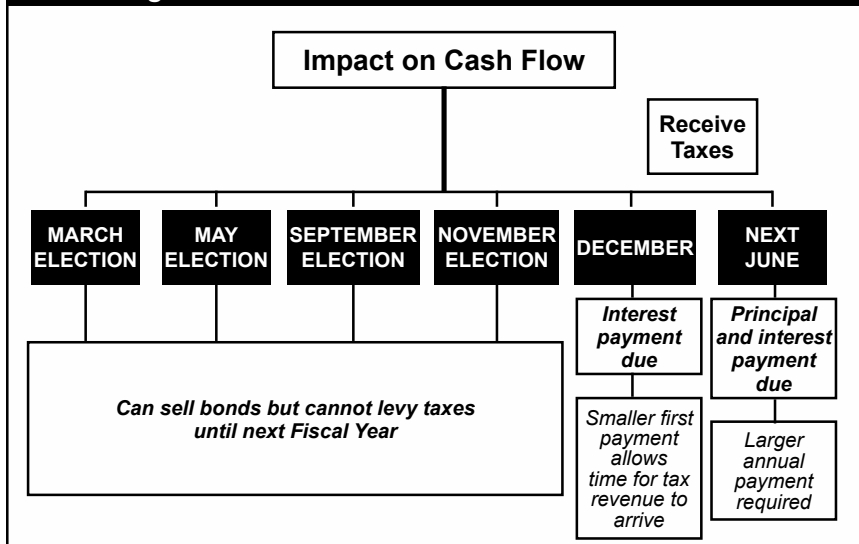 Impact on Cash Flow
Receive
Taxes
MARCH
ELECTION
MAY
ELECTION
SEPTEMBER
ELECTION
NOVEMBER
ELECTION
DECEMBER
NEXT
JUNE
Can sell bonds but cannot levy taxes
until next Fiscal Year
Interest
payment
due
Principal
and interest
payment
due
Smaller first
payment
allows
time for tax
revenue to
arrive
Larger
annual
payment
required